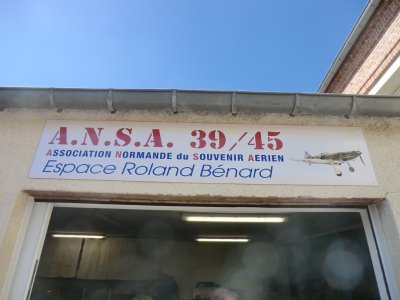 A.N.S.A. 39/45
ASSOCIATION NORMANDE du SOUVENIR AERIEN
Espace Roland Bénard